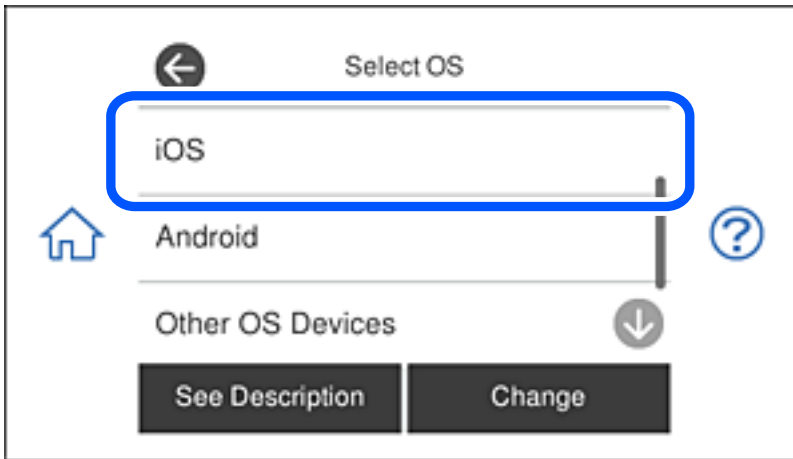 Select OS
iOS
Android
Other OS Devices
See Description
Change